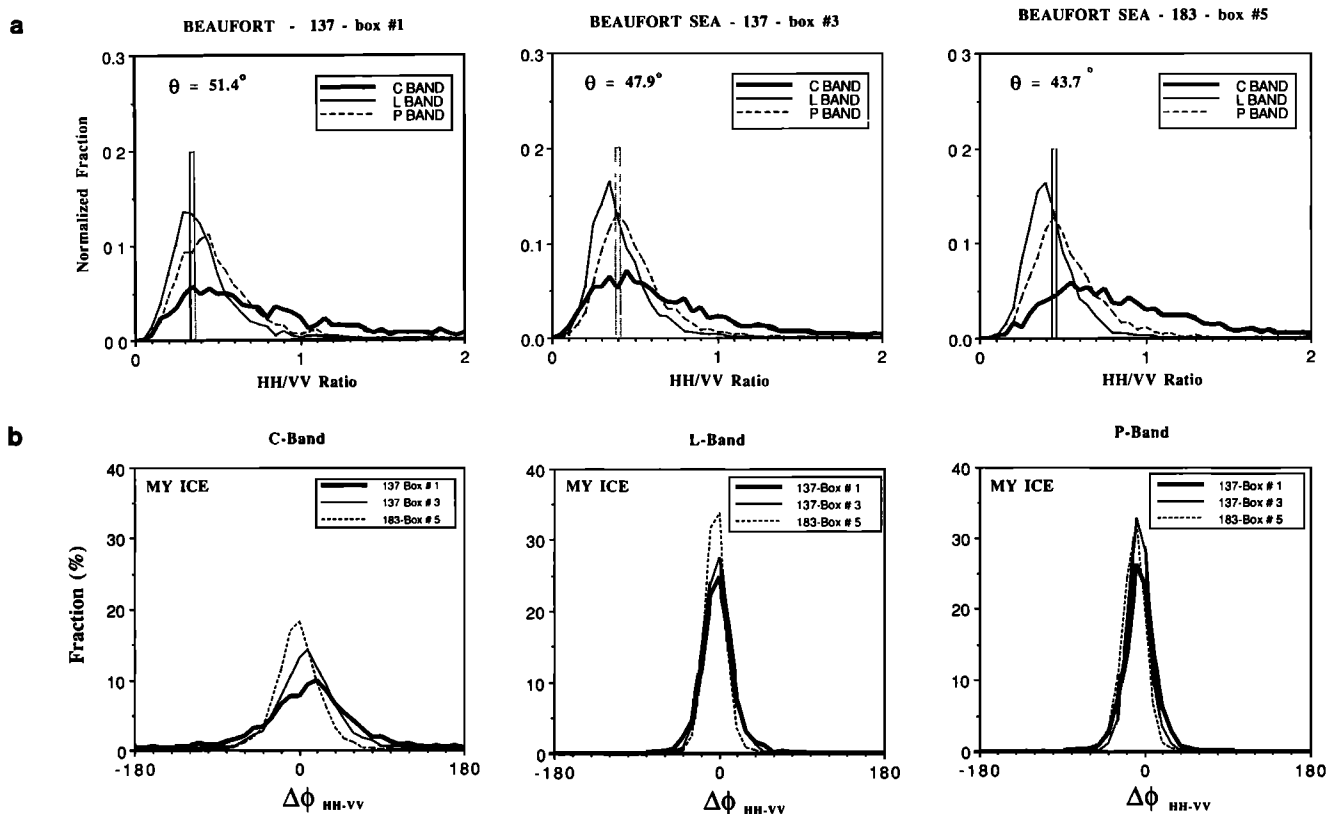 a
BEAUFORT - 137 - box #1
BEAUFORT SEA - 137 - box #3
BEAUFORT SEA - 183 - box #5
Normalized Fraction
0.3
0 2
0 1
0 0
θ = 51.4°
C BAND
L BAND
P BAND
0
1
2
HH/VV Ratio
0.3
0.2
0.1
0.0
θ = 47.9°
C BAND
L BAND
P BAND
0
1
2
HH/VV Ratio
0.3
0.2
0.1
0.0
θ = 43.7 °
C BAND
L BAND
P BAND
0
1
2
HH/VV Ratio
b
C-Band
L-Band
P-Band
Fraction (%)
40
30
20
10
0
MY ICE
137 Box # 1
137 Box # 3
183-Box # 5
-180
0
180
Δϕ HH-VV
40
30
20
10
0
MY ICE
137-Box # 1
137-Box # 3
183-Box # 5
-180
0
180
Δϕ HH-VV
40
30
20
10
0
MY ICE
137-Box # 1
137-Box # 3
183-Box # 5
-180
0
180
Δϕ HH-VV